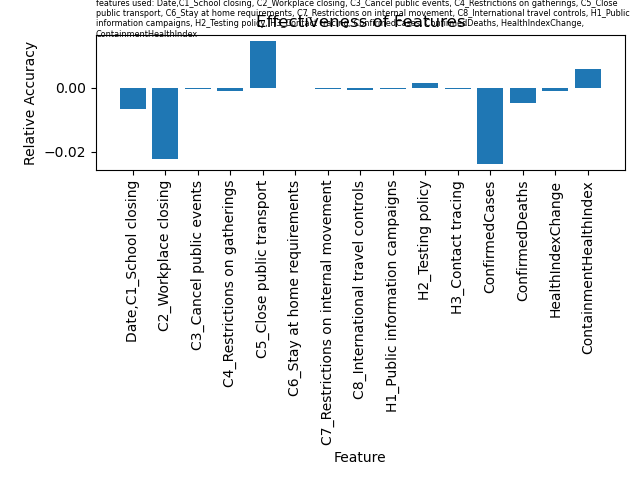 features used: Date,C1_School closing, C2_Workplace closing, C3_Cancel public events, C4_Restrictions on gatherings, C5_Close
public transport, C6_Stay at home requirements, C7_Restrictions on internal movement, C8_International travel controls, H1_Public
information campaigns, H2_Testing policy, H3_Contact tracing, ConfirmedCases, ConfirmedDeaths, HealthIndexChange,
ContainmentHealthIndex
Effectiveness of Features
Relative Accuracy
0.00
−0.02
Date,C1_School closing
C2_Workplace closing
C3_Cancel public events
C4_Restrictions on gatherings
C5_Close public transport
C6_Stay at home requirements
C7_Restrictions on internal movement
C8_International travel controls
H1_Public information campaigns
H2_Testing policy
H3_Contact tracing
ConfirmedCases
ConfirmedDeaths
HealthIndexChange
ContainmentHealthIndex
Feature